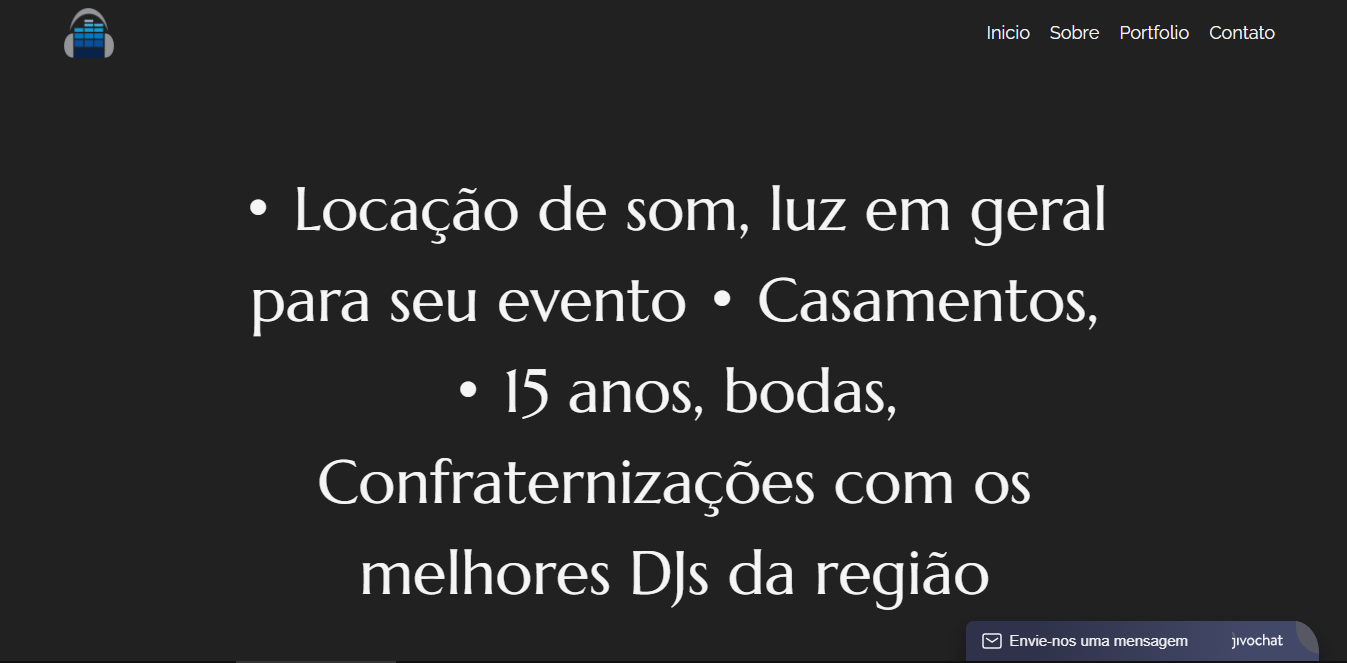 Inicio Sobre Portfolio Contato
• Locação de som, luz em geral
para seu evento • Casamentos,
• 15 anos, bodas,
Confraternizações com os
melhores DJs da região
Envie-nos uma mensagem jivochat